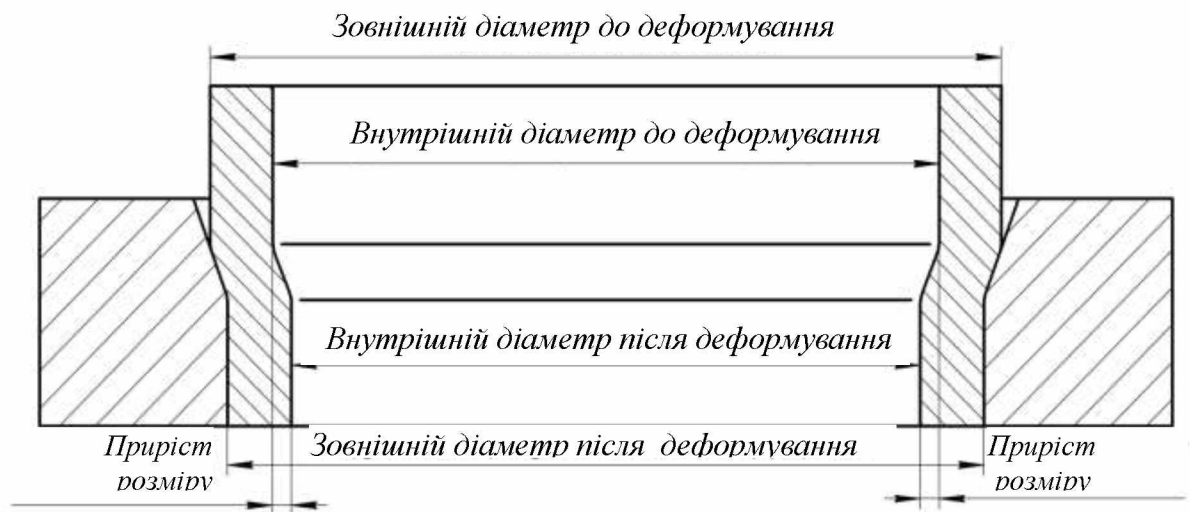 Зовнішній діаметр до деформування
Внутрішній діаметр до деформування
Внутрішній діаметр після деформування
Приріст
розміру
Зовнішній діаметр після деформування
Приріст
розміру